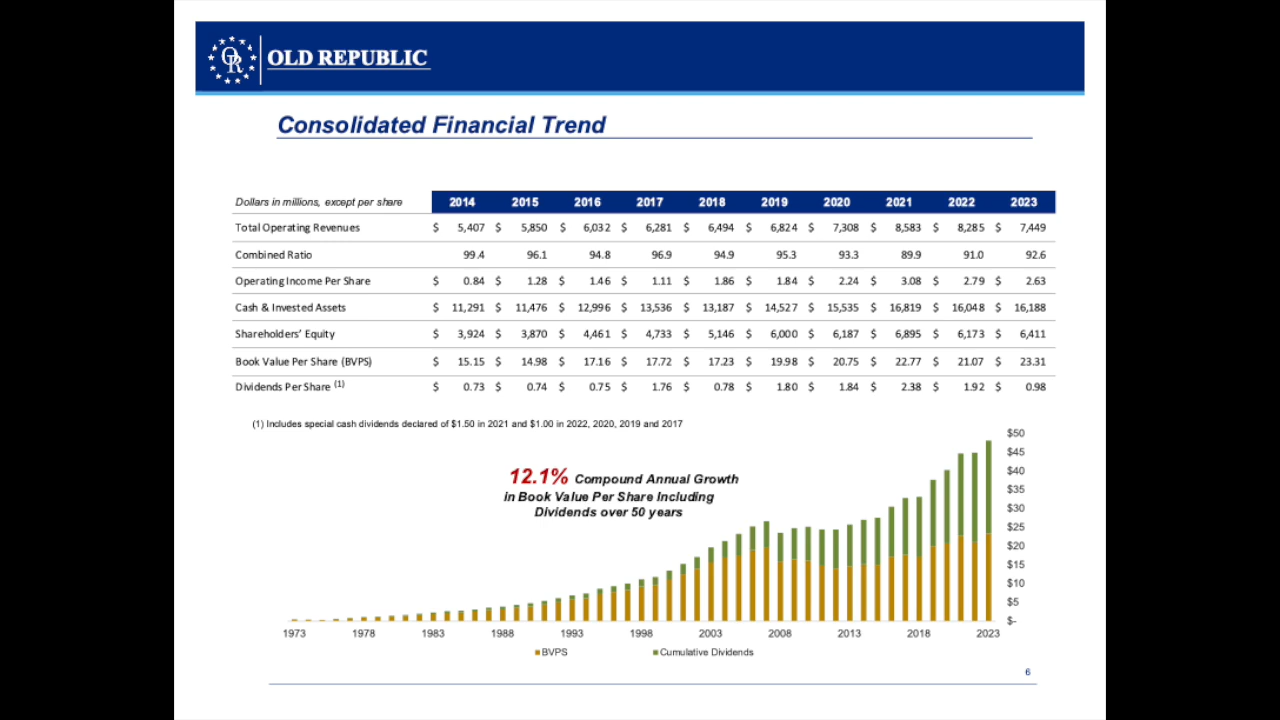 OLD REPUBLIC
Consolidated Financial Trend
Dollars in millions, except per share 2014 2015 2016 2017 2018 2019 2020 2021 2022 2023
Total Operating Revenues $ 5,407 $ 5,850 $ 6,032 $ 6,281 $ 6,494 $ 6,824 $ 7,308 $ 8,583 $ 8,285 $ 7,449
Combined Ratio 99.4 96.1 94.8 96.9 94.9 95.3 93.3 89.9 91.0 92.6
Operating Income Per Share $ 0.84 $ 1.28 $ 1.46 $ 1.11 $ 1.86 $ 1.84 $ 2.24 $ 3.08 $ 2.79 $ 2.63
Cash & Invested Assets $ 11,291 $ 11,476 $ 12,996 $ 13,536 $ 13,187 $ 14,527 $ 15,535 $ 16,819 $ 16,048 $ 16,188
Shareholders' Equity $ 3,924 $ 3,870 $ 4,461 $ 4,733 $ 5,146 $ 6,000 $ 6,187 $ 6,895 $ 6,173 $ 6,411
Book Value Per Share (BVPS) $ 15.15 $ 14.98 $ 17.16 $ 17.72 $ 17.23 $ 19.98 $ 20.75 $ 22.77 $ 21.07 $ 23.31
Dividends Per Share (1) $ 0.73 $ 0.74 $ 0.75 $ 1.76 $ 0.78 $ 1.80 $ 1.84 $ 2.38 $ 1.92 $ 0.98
(1) Includes special cash dividends declared of $1.50 in 2021 and $1.00 in 2022, 2020, 2019 and 2017
12.1% Compound Annual Growth
in Book Value Per Share Including
Dividends over 50 years
$50
$45
$40
$35
$30
$25
$20
$15
$10
$5
$-
1973 1978 1983 1988 1993 1998 2003 2008 2013 2018 2023
BVPS Cumulative Dividends
6